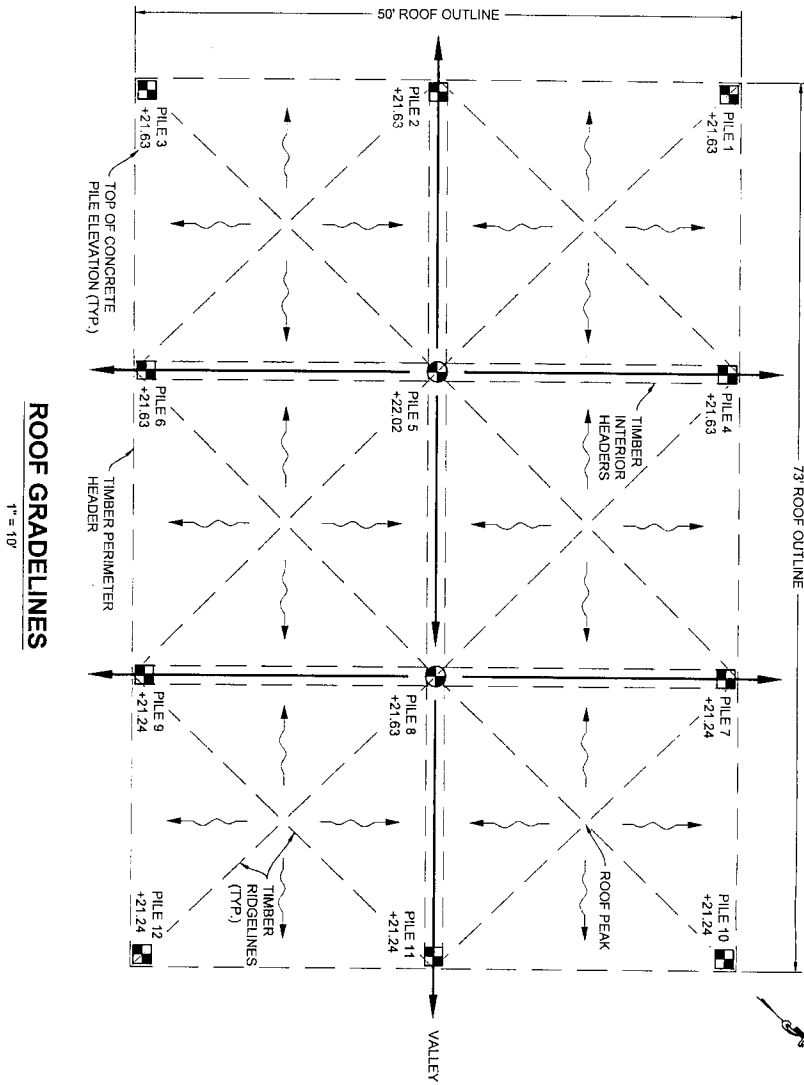 73' ROOF OUTLINE
50' ROOF OUTLINE
PILE 1
+21.63
PILE 4
+21.63
PILE 7
+21.24
PILE 10
+21.24
TIMBER
INTERIOR
HEADERS
ROOF PEAK
PILE 2
+21.63
PILE 5
+22.02
PILE 8
+21.63
PILE 11
+21.24
VALLEY
TIMBER
RIDGELINES
(TYP.)
PILE 3
+21.63
PILE 6
+21.63
PILE 9
+21.24
PILE 12
+21.24
TOP OF CONCRETE
PILE ELEVATION (TYP.)
TIMBER PERIMETER
HEADER
ROOF GRADELINES
1" = 10'